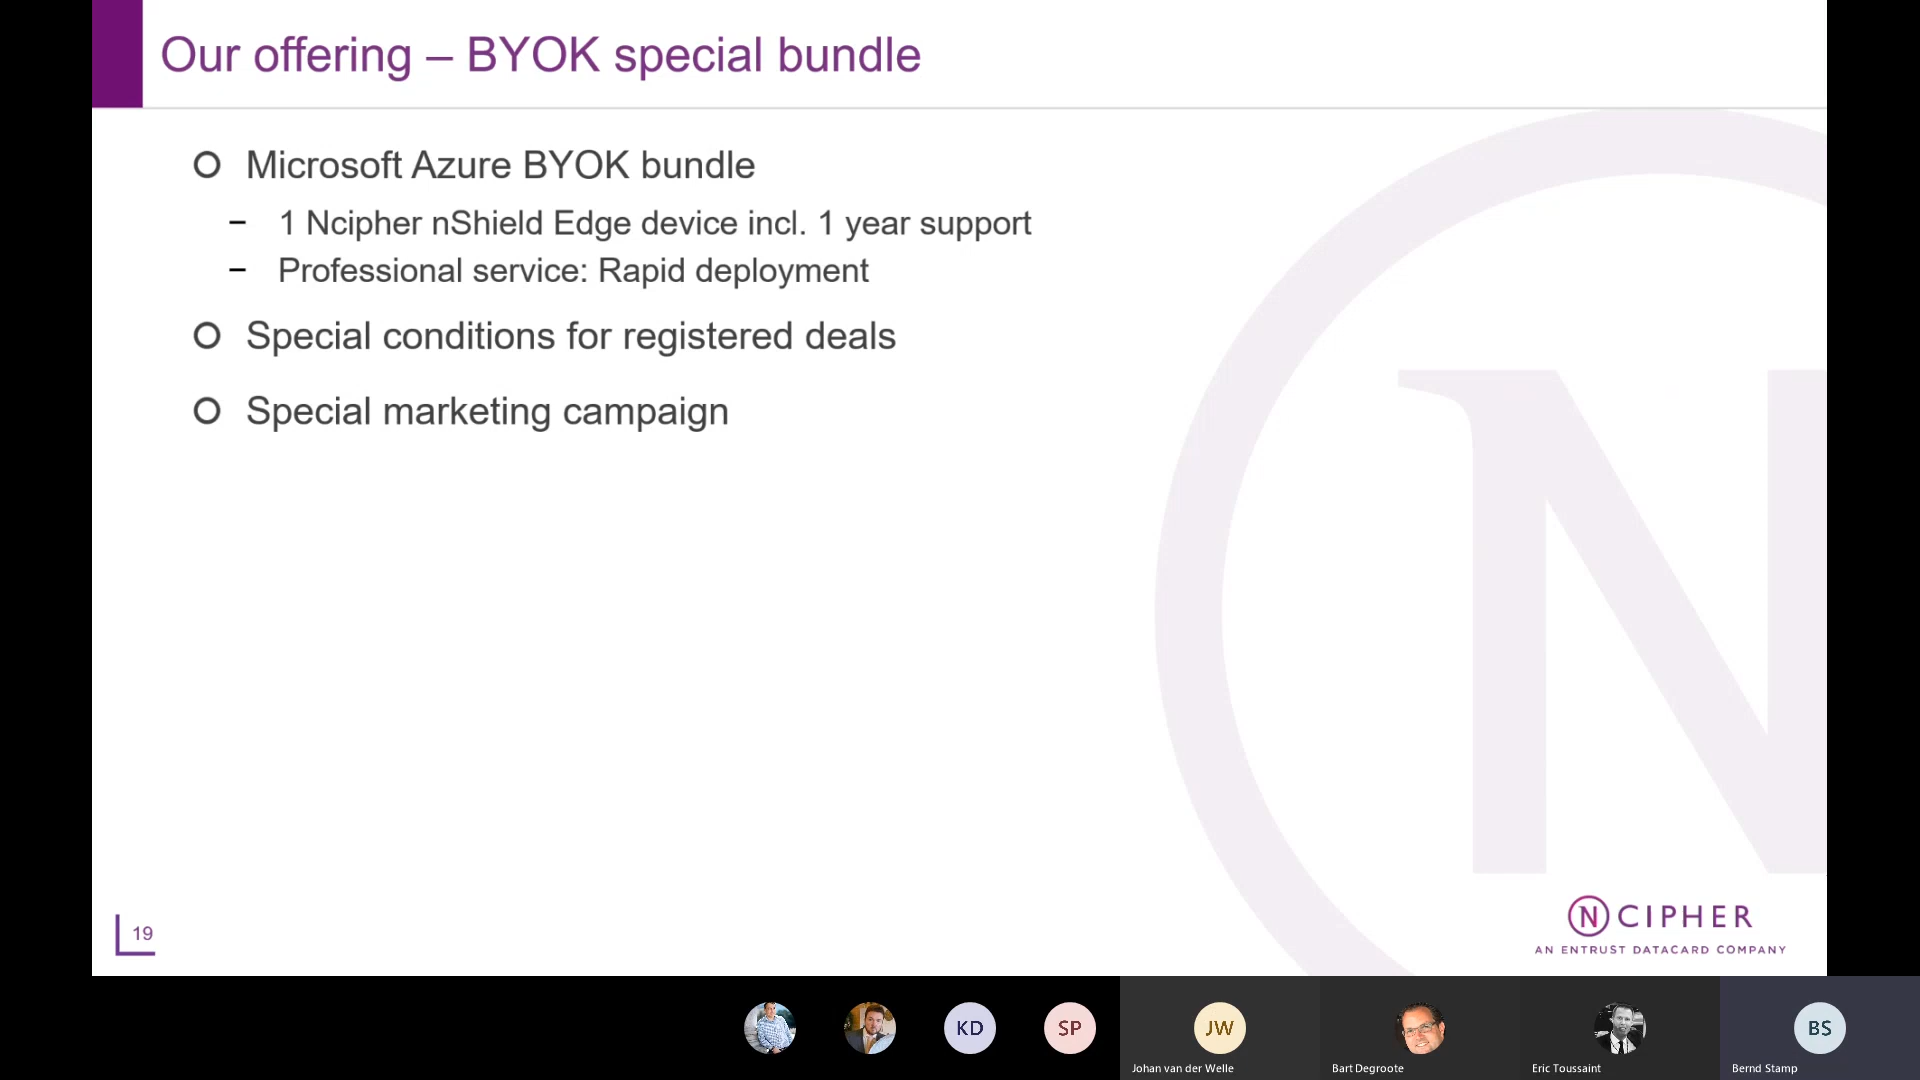 Our offering – BYOK special bundle
Microsoft Azure BYOK bundle
– 1 Ncipher nShield Edge device incl. 1 year support
– Professional service: Rapid deployment
Special conditions for registered deals
Special marketing campaign
19
N CIPHER
AN ENTRUST DATACARD COMPANY
KD
SP
JW
BS
Johan van der Welle
Bart Degroote
Eric Toussaint
Bernd Stamp